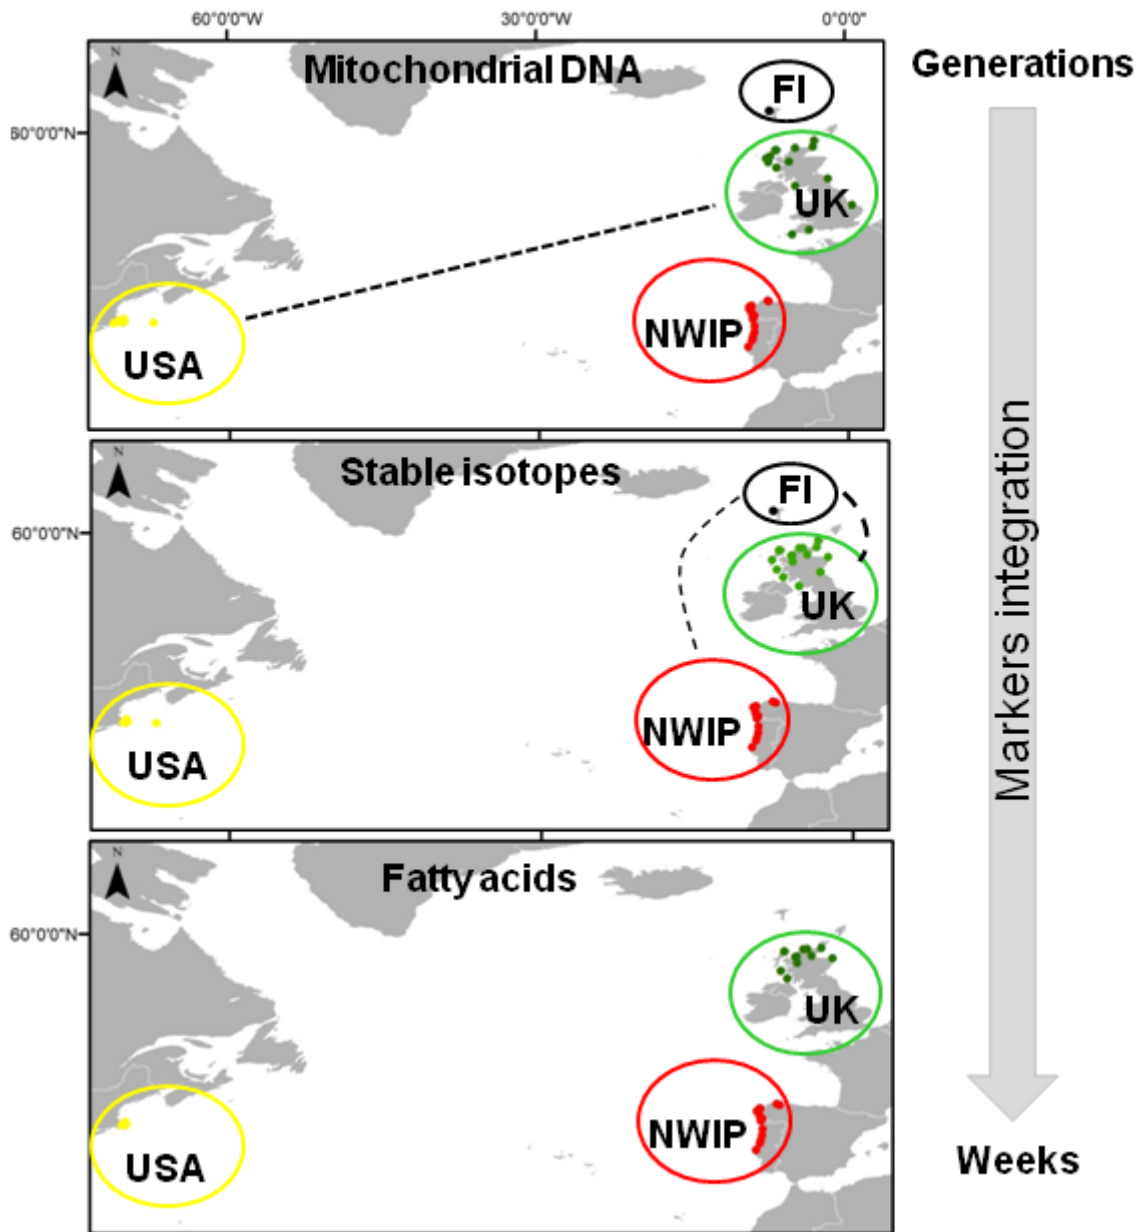 60°0'0"W 30°0'0"W 0°0'0"
N
Mitochondrial DNA
Generations
FI
60°0'0"N
UK
NWIP
USA
N
Stable isotopes
FI
60°0'0"N
UK
NWIP
USA
Markers integration
N
Fatty acids
60°0'0"N
UK
NWIP
USA
Weeks